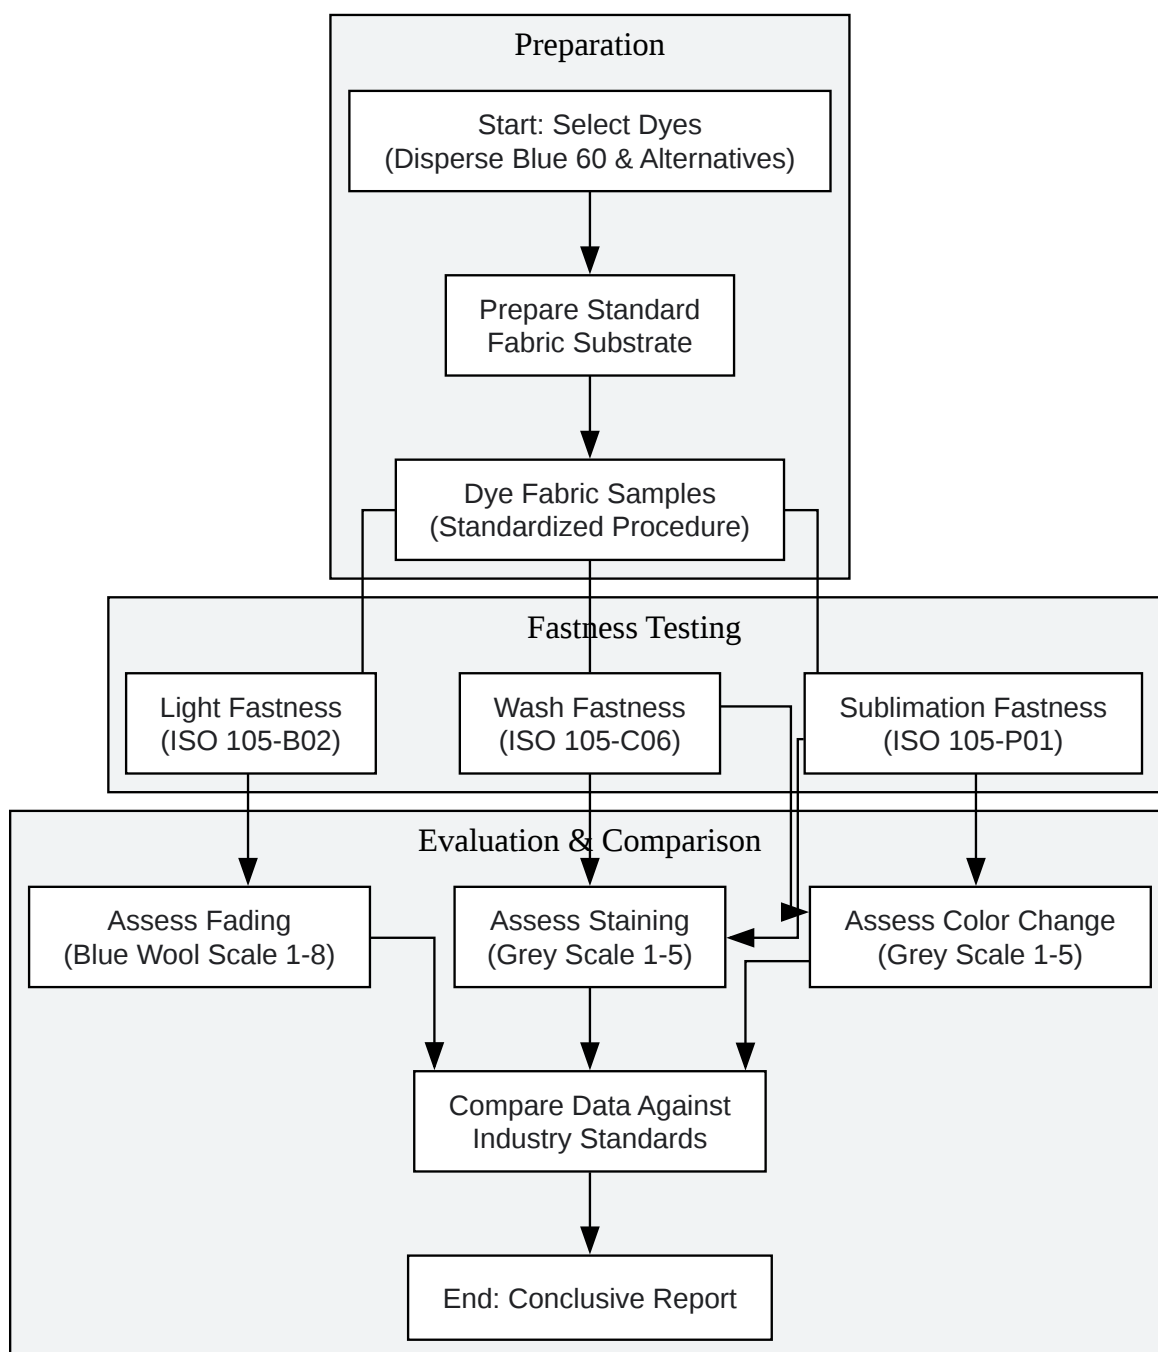 Preparation
Start: Select Dyes
(Disperse Blue 60 & Alternatives)
Prepare Standard
Fabric Substrate
Dye Fabric Samples
(Standardized Procedure)
Fastness Testing
Light Fastness
(ISO 105-B02)
Wash Fastness
(ISO 105-C06)
Sublimation Fastness
(ISO 105-P01)
Evaluation & Comparison
Assess Fading
(Blue Wool Scale 1-8)
Assess Staining
(Grey Scale 1-5)
Assess Color Change
(Grey Scale 1-5)
Compare Data Against
Industry Standards
End: Conclusive Report